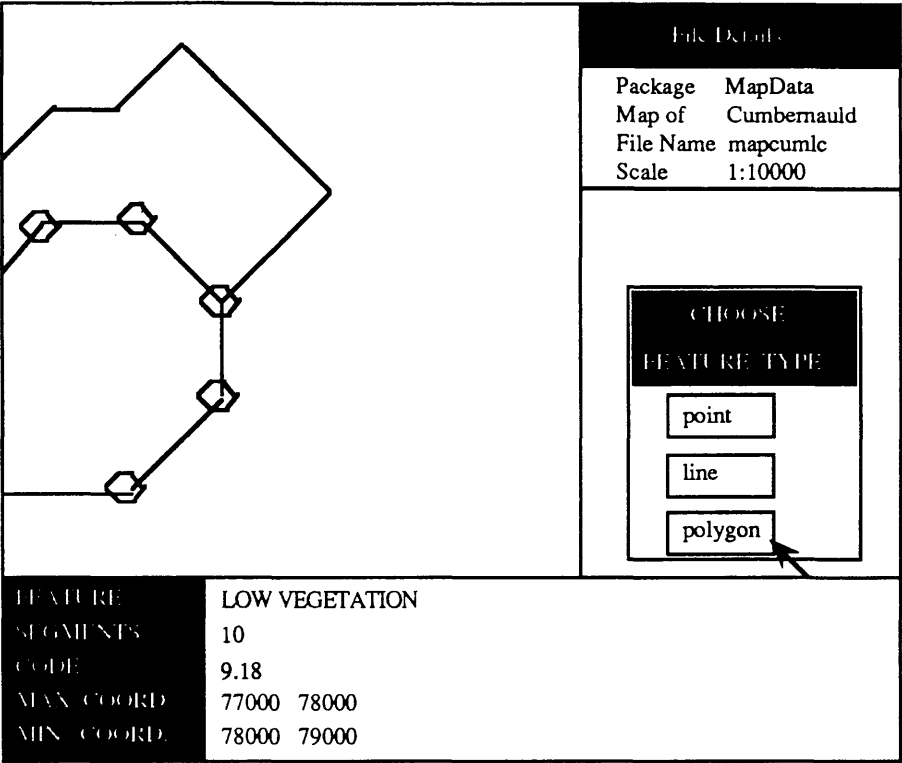 File Details
Package MapData
Map of Cumbernauld
File Name mapcumlc
Scale 1:10000
CHOOSE
FEATURE TYPE
point
line
polygon
FEATURE LOW VEGETATION
SEGMENTS 10
CODE 9.18
MAX COORD 77000 78000
MIN COORD. 78000 79000